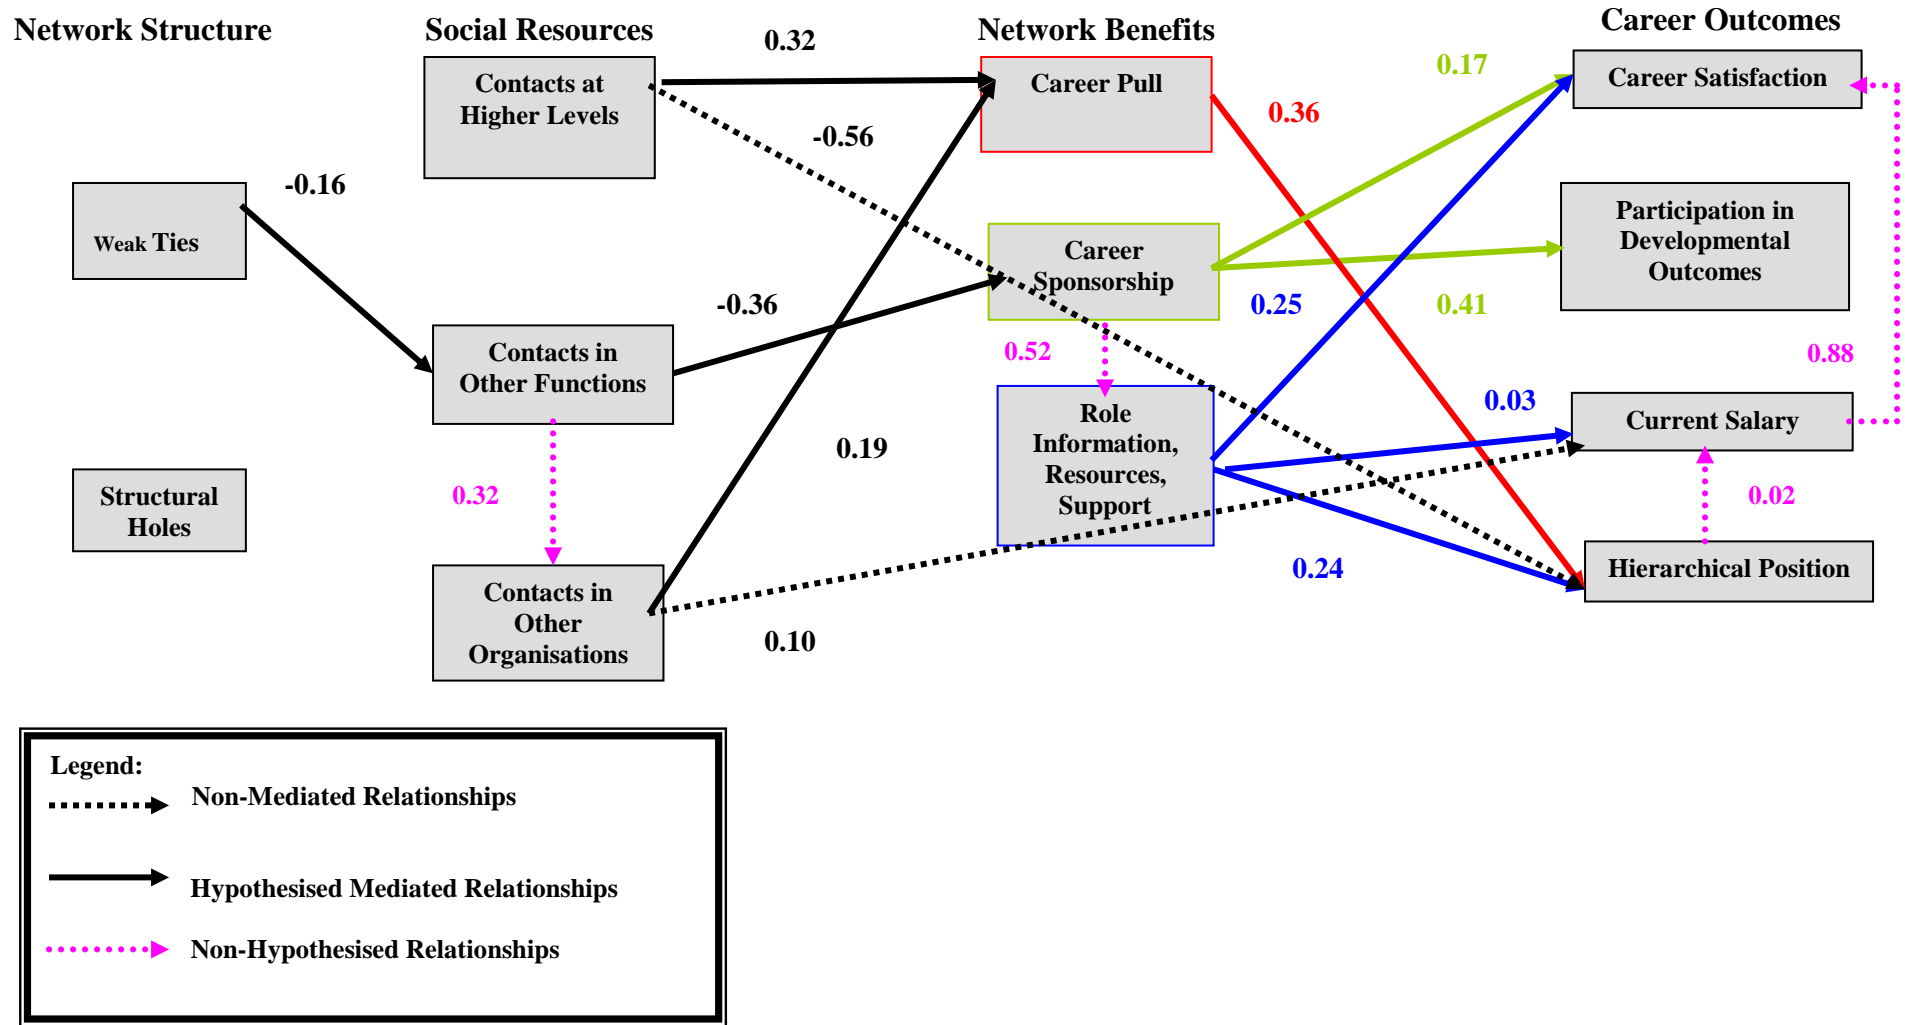 Network Structure
Social Resources
Network Benefits
Career Outcomes
0.32
0.17
Contacts at
Higher Levels
Career Pull
Career Satisfaction
-0.56
0.36
-0.16
Weak Ties
Career
Sponsorship
Participation in
Developmental
Outcomes
-0.36
0.25
0.41
Contacts in
Other Functions
0.52
0.88
Role
Information,
Resources,
Support
0.03
Current Salary
0.19
Structural
Holes
0.32
0.02
0.24
Hierarchical Position
Contacts in
Other
Organisations
0.10
Legend:
Non-Mediated Relationships
Hypothesised Mediated Relationships
Non-Hypothesised Relationships